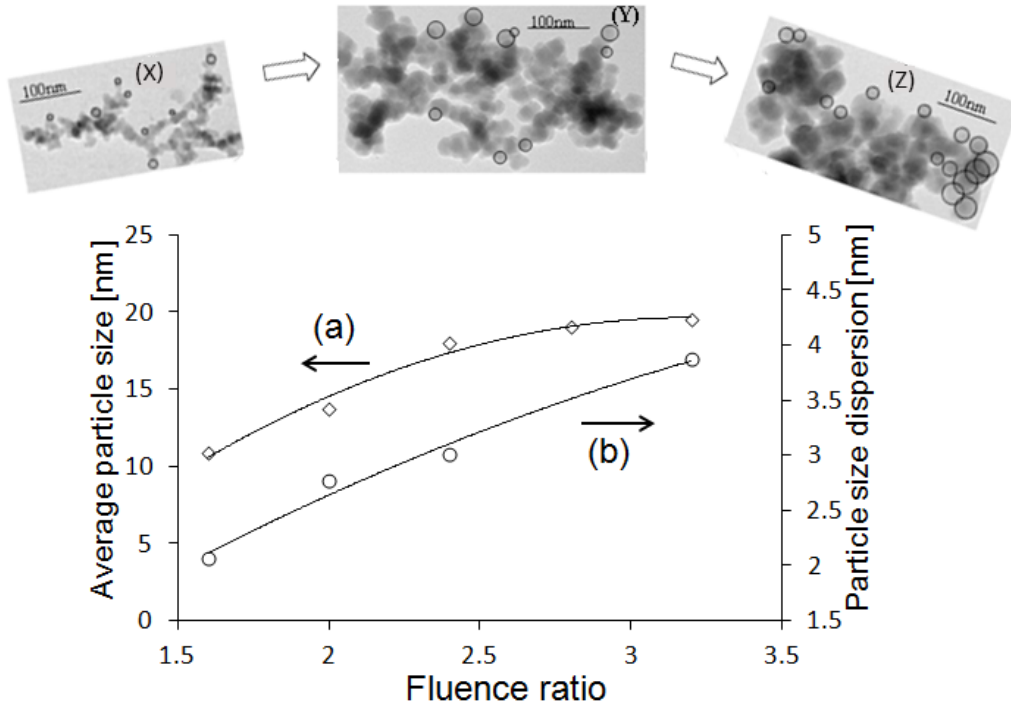 (X)
100nm
(Y)
100nm
(Z)
100nm
Average particle size [nm]
25
20
15
10
5
0
(a)
(b)
5
4.5
4
3.5
3
2.5
2
1.5
Particle size dispersion [nm]
1.5
2
2.5
3
3.5
Fluence ratio